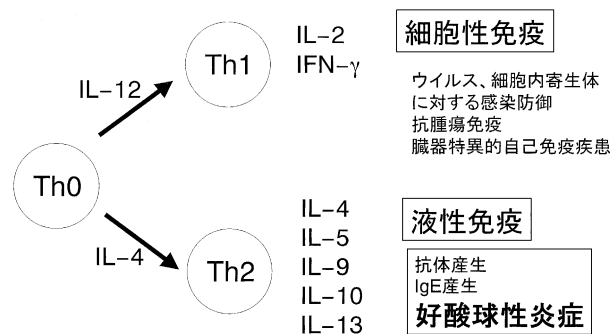 IL−2
IFN−γ
細胞性免疫
Th1
IL−12
ウイルス、細胞内寄生体
に対する感染防御
抗腫瘍免疫
臓器特異的自己免疫疾患
Th0
IL−4
Th2
IL−4
IL−5
IL−9
IL−10
IL−13
液性免疫
抗体産生
IgE産生
好酸球性炎症